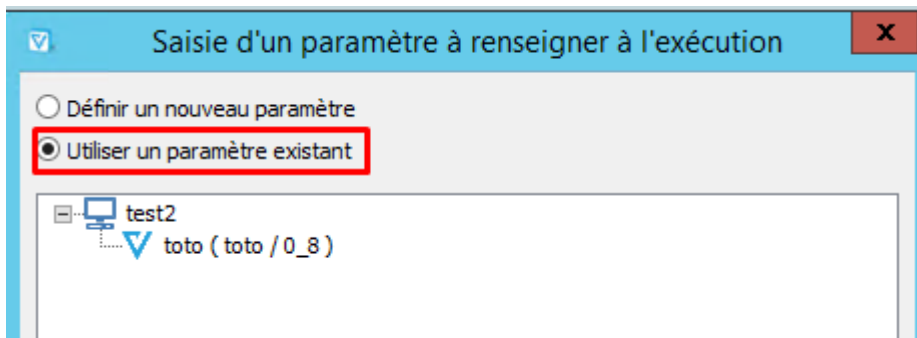 Saisie d'un paramètre à renseigner à l'exécution
Définir un nouveau paramètre
Utiliser un paramètre existant
test2
toto ( toto / 0_8 )